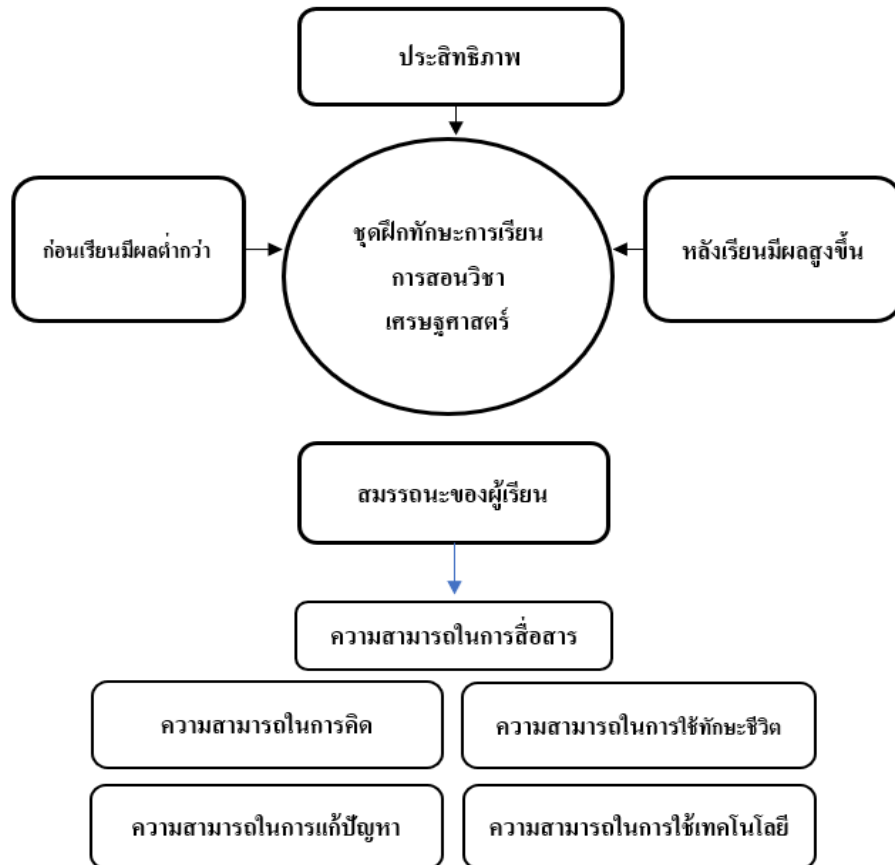 ประสิทธิภาพ
ก่อนเรียนมีผลต่ำกว่า
ชุดฝึกทักษะการเรียน
การสอนวิชา
เศรษฐศาสตร์
หลังเรียนมีผลสูงขึ้น
สมรรถนะของผู้เรียน
ความสามารถในการสื่อสาร
ความสามารถในการคิด
ความสามารถในการใช้ทักษะชีวิต
ความสามารถในการแก้ปัญหา
ความสามารถในการใช้เทคโนโลยี